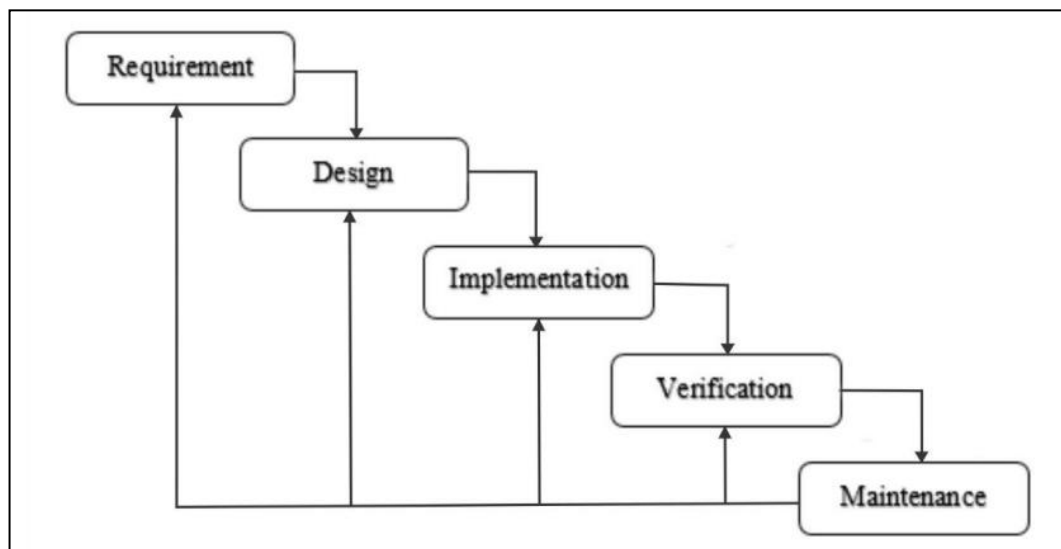 Requirement
Design
Implementation
Verification
Maintenance